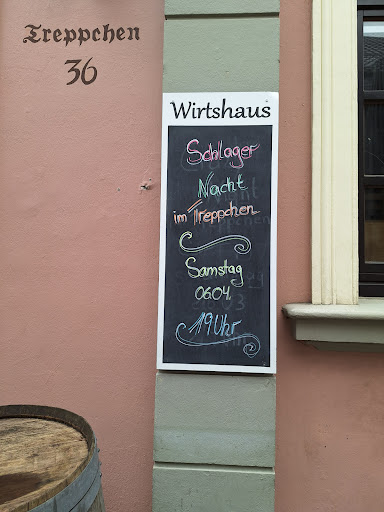 Treppchen
36
Wirtshaus
Schlager
Nacht
im Treppchen
Samstag
06.04.
19 Uhr